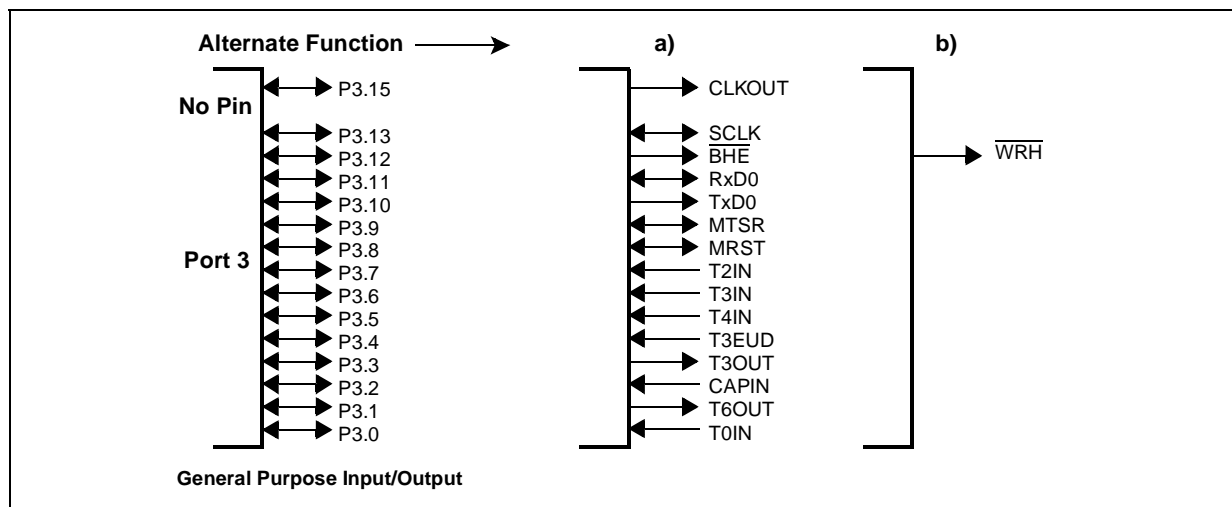 Alternate Function a) b)
P3.15 CLKOUT
No Pin
P3.13 SCLK
P3.12 BHE WRH
P3.11 RxD0
P3.10 TxD0
P3.9 MTSR
P3.8 MRST
Port 3
P3.7 T2IN
P3.6 T3IN
P3.5 T4IN
P3.4 T3EUD
P3.3 T3OUT
P3.2 CAPIN
P3.1 T6OUT
P3.0 T0IN
General Purpose Input/Output